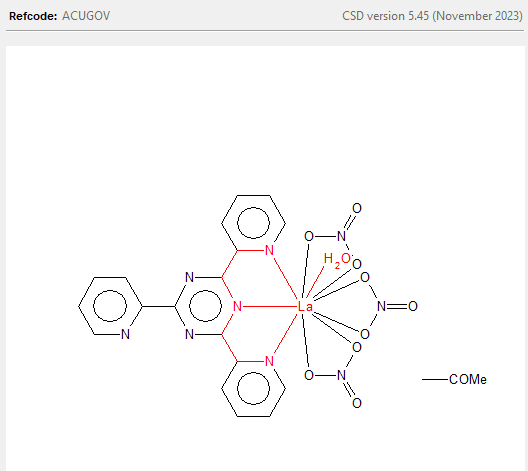 Refcode: ACUGOV CSD version 5.45 (November 2023)
O
O N
H2O O
N O
N
N La N O
N O
N O
O N
N
O
COMe